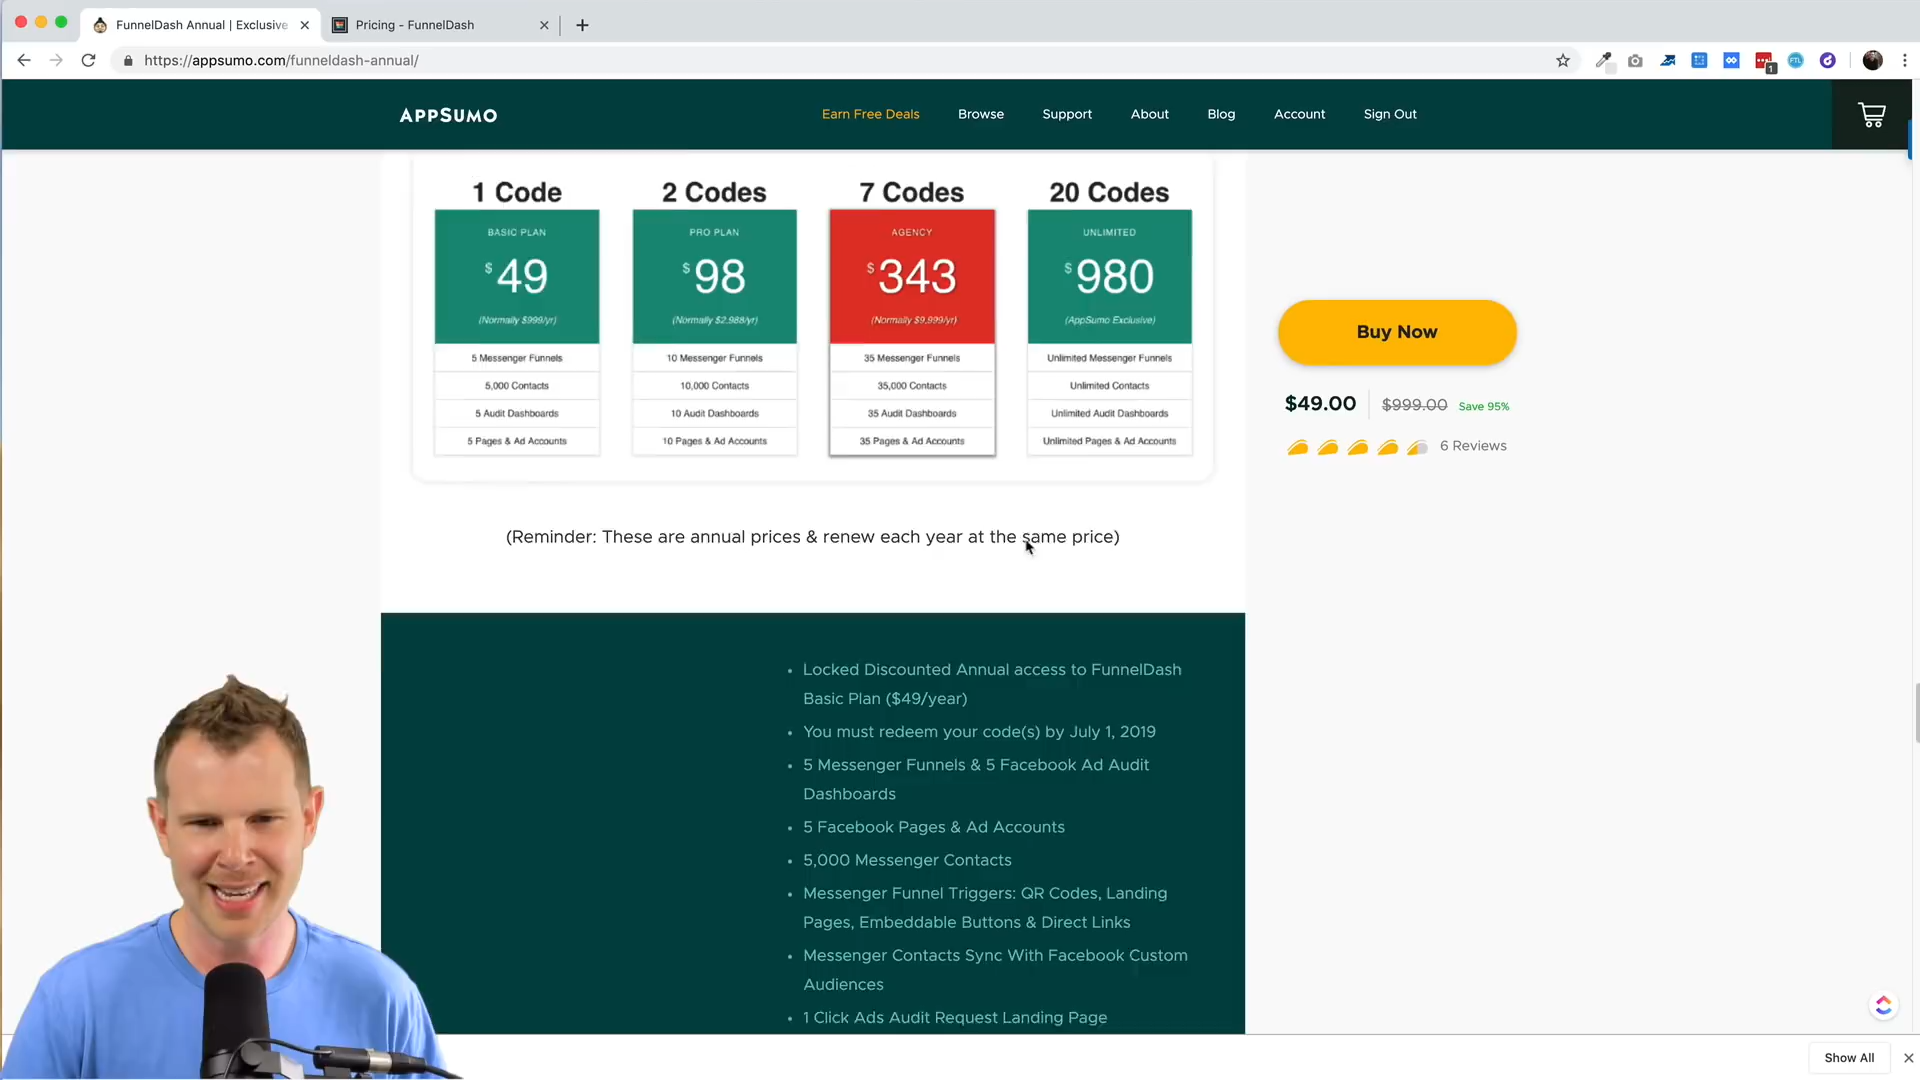 FunnelDash Annual | Exclusive
Pricing - FunnelDash
https://appsumo.com/funneldash-annual/
1
FTL
APPSUMO
Earn Free Deals
Browse
Support
About
Blog
Account
Sign Out
1 Code
2 Codes
7 Codes
20 Codes
BASIC PLAN
PRO PLAN
AGENCY
UNLIMITED
$49
$98
$343
$980
(Normally $999/yr)
(Normally $2,988/yr)
(Normally $9,999/yr)
(AppSumo Exclusive)
5 Messenger Funnels
10 Messenger Funnels
35 Messenger Funnels
Unlimited Messenger Funnels
5,000 Contacts
10,000 Contacts
35,000 Contacts
Unlimited Contacts
5 Audit Dashboards
10 Audit Dashboards
35 Audit Dashboards
Unlimited Audit Dashboards
5 Pages & Ad Accounts
10 Pages & Ad Accounts
35 Pages & Ad Accounts
Unlimited Pages & Ad Accounts
Buy Now
$49.00
$999.00
Save 95%
6 Reviews
(Reminder: These are annual prices & renew each year at the same price)
• Locked Discounted Annual access to FunnelDash
Basic Plan ($49/year)
• You must redeem your code(s) by July 1, 2019
• 5 Messenger Funnels & 5 Facebook Ad Audit
Dashboards
• 5 Facebook Pages & Ad Accounts
• 5,000 Messenger Contacts
• Messenger Funnel Triggers: QR Codes, Landing
Pages, Embeddable Buttons & Direct Links
• Messenger Contacts Sync With Facebook Custom
Audiences
• 1 Click Ads Audit Request Landing Page
Show All